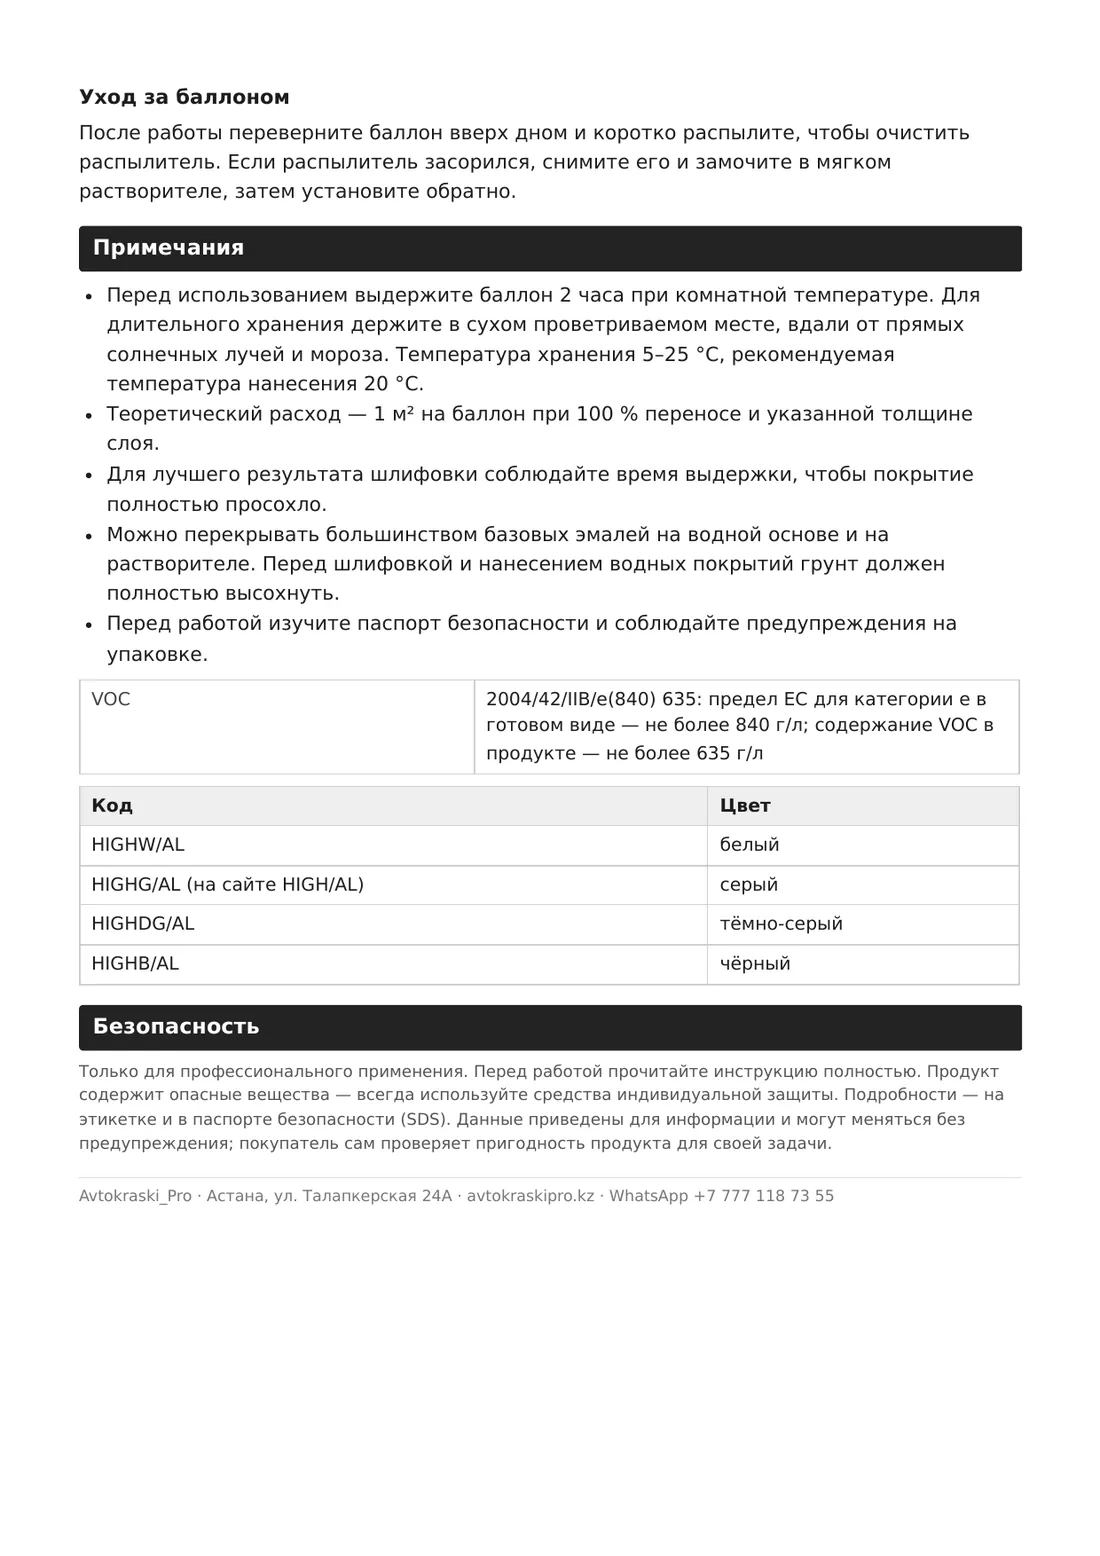 Уход за баллоном
После работы переверните баллон вверх дном и коротко распылите, чтобы очистить
распылитель. Если распылитель засорился, снимите его и замочите в мягком
растворителе, затем установите обратно.
Примечания
• Перед использованием выдержите баллон 2 часа при комнатной температуре. Для
длительного хранения держите в сухом проветриваемом месте, вдали от прямых
солнечных лучей и мороза. Температура хранения 5–25 °C, рекомендуемая
температура нанесения 20 °C.
• Теоретический расход — 1 м² на баллон при 100 % переносе и указанной толщине
слоя.
• Для лучшего результата шлифовки соблюдайте время выдержки, чтобы покрытие
полностью просохло.
• Можно перекрывать большинством базовых эмалей на водной основе и на
растворителе. Перед шлифовкой и нанесением водных покрытий грунт должен
полностью высохнуть.
• Перед работой изучите паспорт безопасности и соблюдайте предупреждения на
упаковке.
VOC
2004/42/IIB/e(840) 635: предел ЕС для категории e в
готовом виде — не более 840 г/л; содержание VOC в
продукте — не более 635 г/л
Код Цвет
HIGHW/AL белый
HIGHG/AL (на сайте HIGH/AL) серый
HIGHDG/AL тёмно-серый
HIGHB/AL чёрный
Безопасность
Только для профессионального применения. Перед работой прочитайте инструкцию полностью. Продукт
содержит опасные вещества — всегда используйте средства индивидуальной защиты. Подробности — на
этикетке и в паспорте безопасности (SDS). Данные приведены для информации и могут меняться без
предупреждения; покупатель сам проверяет пригодность продукта для своей задачи.
Avtokraski_Pro · Астана, ул. Талапкерская 24А · avtokraskipro.kz · WhatsApp +7 777 118 73 55